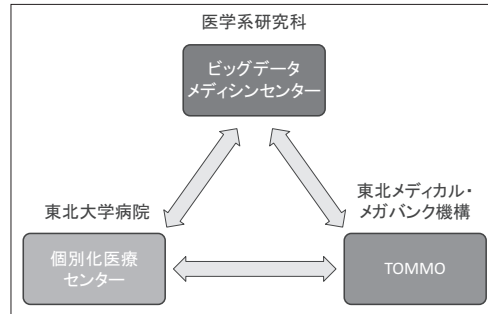 医学系研究科
ビッグデータ
メディシンセンター
東北大学病院
個別化医療
センター
東北メディカル・
メガバンク機構
TOMMO